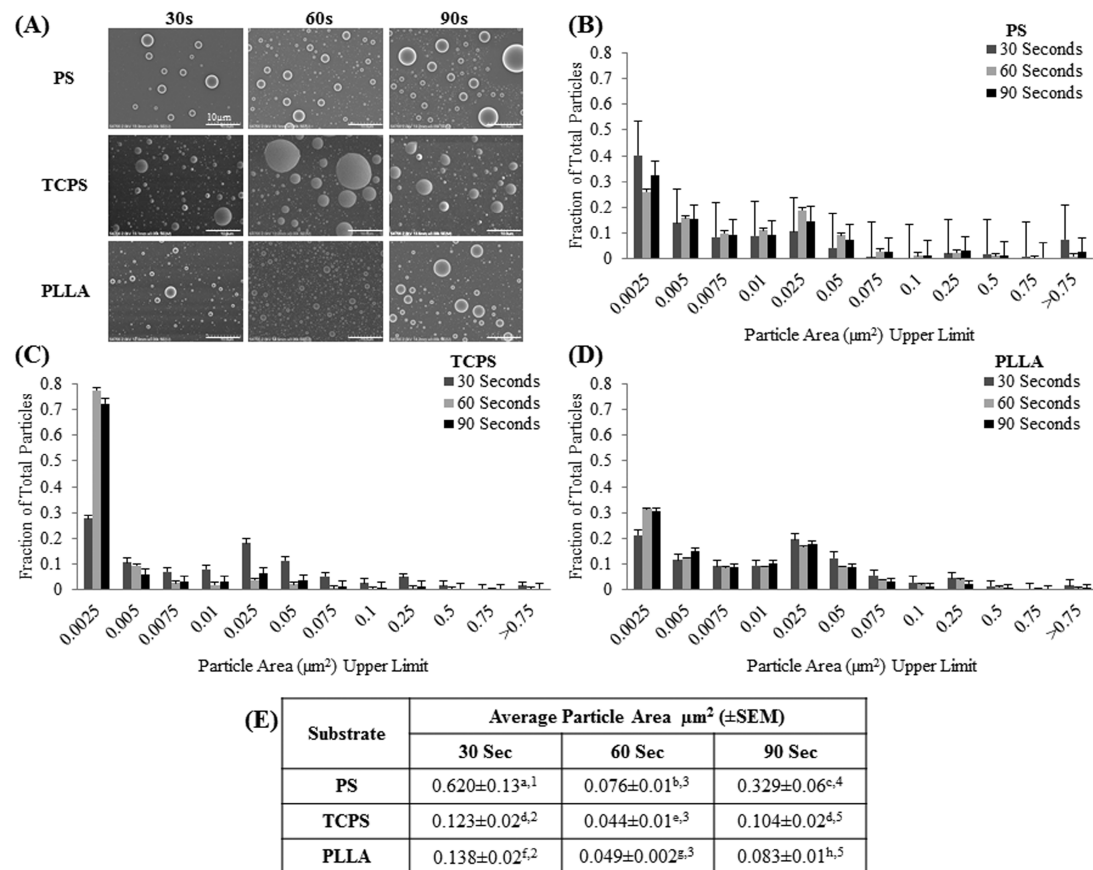 (A)
30s 60s 90s
PS
10μm
TCPS
PLLA
(B)
PS
30 Seconds
60 Seconds
90 Seconds
Fraction of Total Particles
0.8
0.7
0.6
0.5
0.4
0.3
0.2
0.1
0
0.0025 0.005 0.0075 0.01 0.025 0.05 0.075 0.1 0.25 0.5 0.75 >0.75
Particle Area (μm²) Upper Limit
(C)
TCPS
30 Seconds
60 Seconds
90 Seconds
Fraction of Total Particles
0.8
0.7
0.6
0.5
0.4
0.3
0.2
0.1
0
0.0025 0.005 0.0075 0.01 0.025 0.05 0.075 0.1 0.25 0.5 0.75 >0.75
Particle Area (μm²) Upper Limit
(D)
PLLA
30 Seconds
60 Seconds
90 Seconds
Fraction of Total Particles
0.8
0.7
0.6
0.5
0.4
0.3
0.2
0.1
0
0.0025 0.005 0.0075 0.01 0.025 0.05 0.075 0.1 0.25 0.5 0.75 >0.75
Particle Area (μm²) Upper Limit
(E)
Substrate
Average Particle Area μm² (±SEM)
30 Sec 60 Sec 90 Sec
PS 0.620±0.13a,1 0.076±0.01b,3 0.329±0.06c,4
TCPS 0.123±0.02d,2 0.044±0.01e,3 0.104±0.02d,5
PLLA 0.138±0.02f,2 0.049±0.002g,3 0.083±0.01h,5